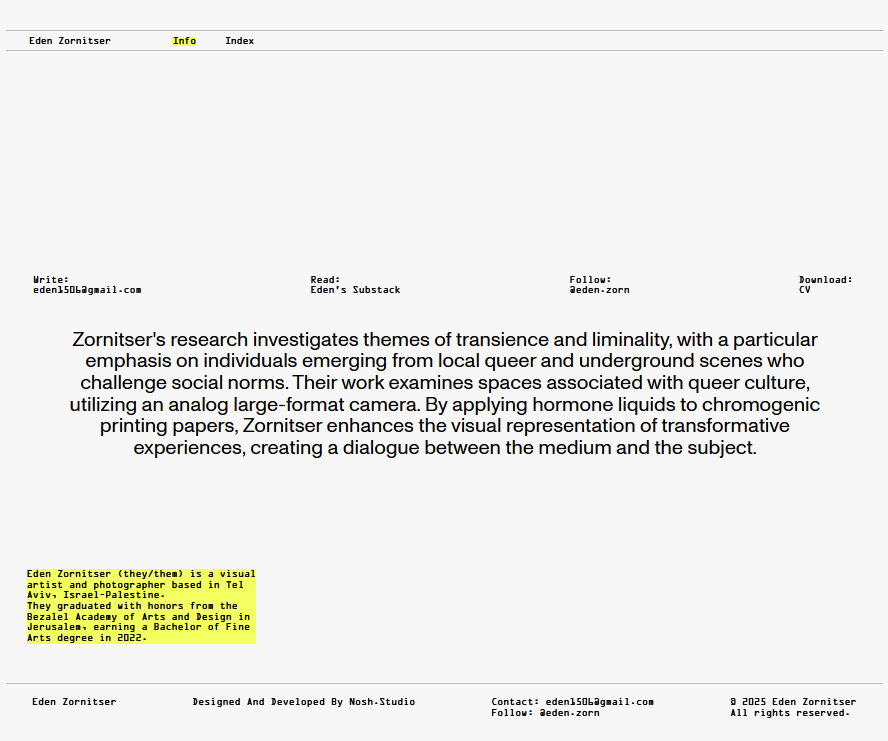 Eden Zornitser Info Index
Write: Read: Follow: Download:
eden1506@gmail.com Eden's Substack @eden.zorn CV
Zornitser's research investigates themes of transience and liminality, with a particular
emphasis on individuals emerging from local queer and underground scenes who
challenge social norms. Their work examines spaces associated with queer culture,
utilizing an analog large-format camera. By applying hormone liquids to chromogenic
printing papers, Zornitser enhances the visual representation of transformative
experiences, creating a dialogue between the medium and the subject.
Eden Zornitser (they/them) is a visual
artist and photographer based in Tel
Aviv, Israel-Palestine.
They graduated with honors from the
Bezalel Academy of Arts and Design in
Jerusalem, earning a Bachelor of Fine
Arts degree in 2022.
Eden Zornitser Designed And Developed By Nosh.Studio Contact: eden1506@gmail.com © 2025 Eden Zornitser
Follow: @eden.zorn All rights reserved.